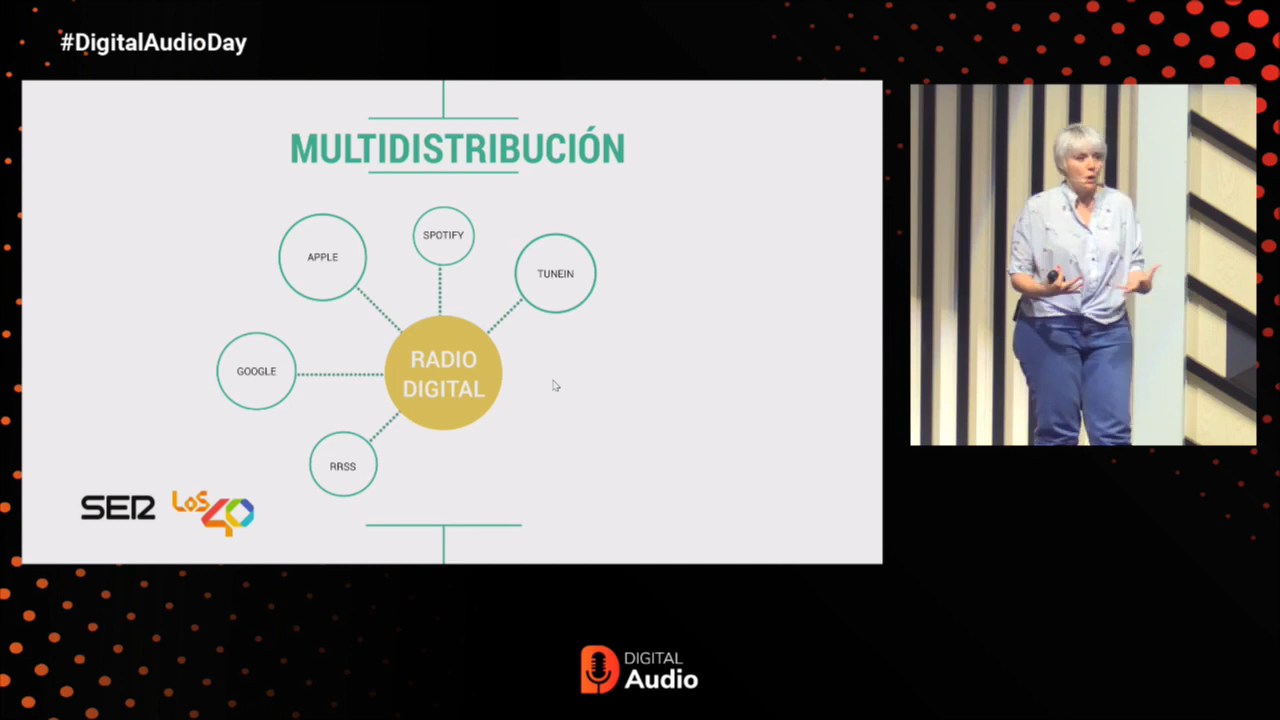 #DigitalAudioDay
MULTIDISTRIBUCIÓN
SPOTIFY
APPLE
TUNEIN
RADIO
DIGITAL
GOOGLE
RRSS
SER
LOS
40
DIGITAL
Audio